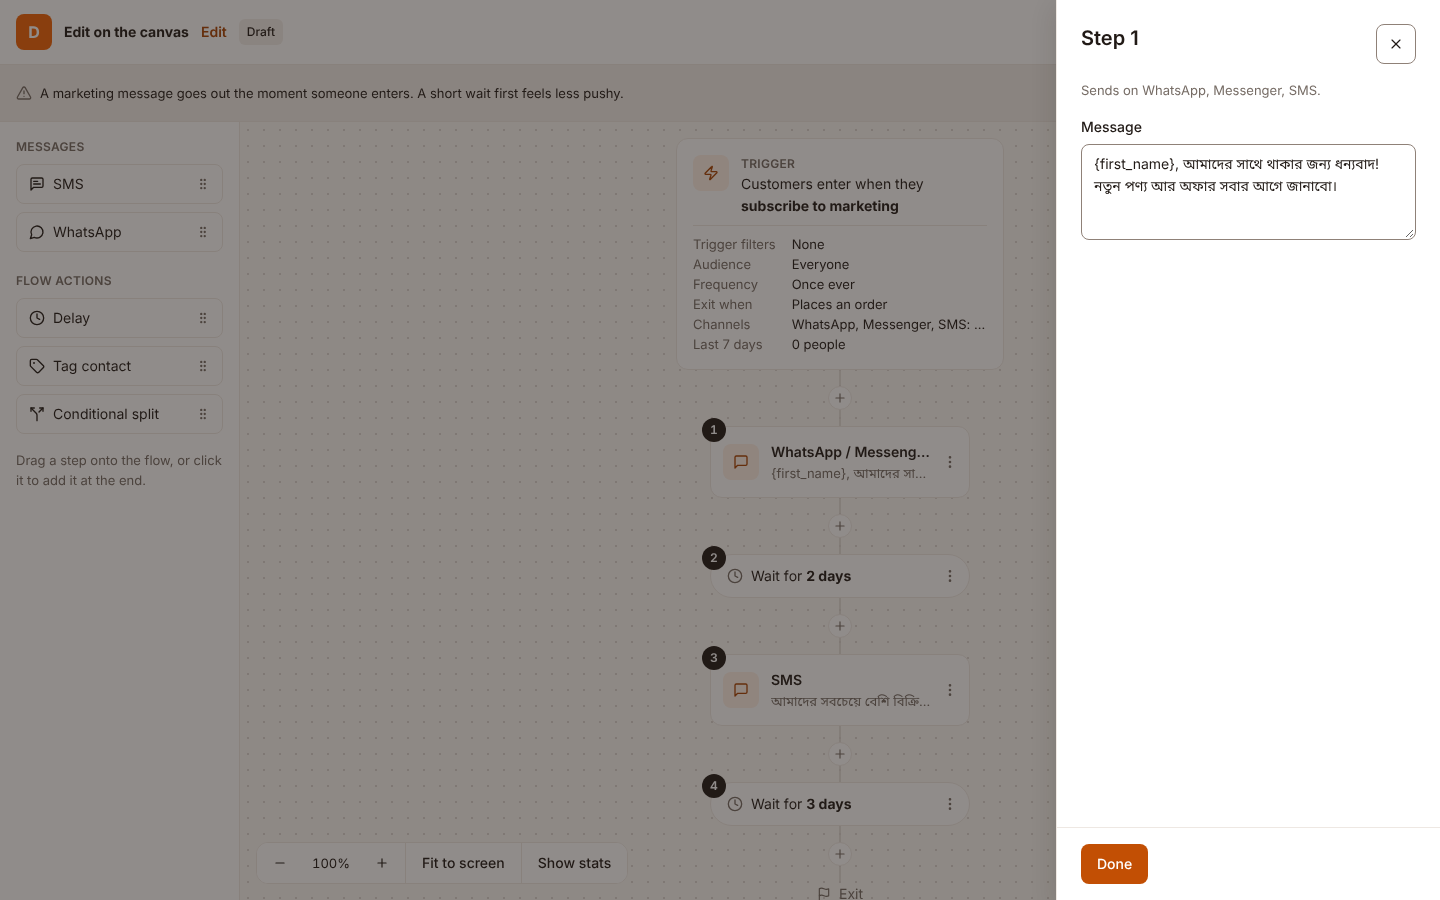 D
Edit on the canvas Edit Draft
A marketing message goes out the moment someone enters. A short wait first feels less pushy.
MESSAGES
SMS
WhatsApp
FLOW ACTIONS
Delay
Tag contact
Conditional split
Drag a step onto the flow, or click
it to add it at the end.
TRIGGER
Customers enter when they
subscribe to marketing
Trigger filters None
Audience Everyone
Frequency Once ever
Exit when Places an order
Channels WhatsApp, Messenger, SMS: ...
Last 7 days 0 people
1
WhatsApp / Messeng...
{first_name}, আমাদের সা...
2
Wait for 2 days
3
SMS
আমাদের সবচেয়ে বেশি বিক্রি...
4
Wait for 3 days
Exit
100%
Fit to screen
Show stats
Step 1
Sends on WhatsApp, Messenger, SMS.
Message
{first_name}, আমাদের সাথে থাকার জন্য ধন্যবাদ!
নতুন পণ্য আর অফার সবার আগে জানাবো।
Done